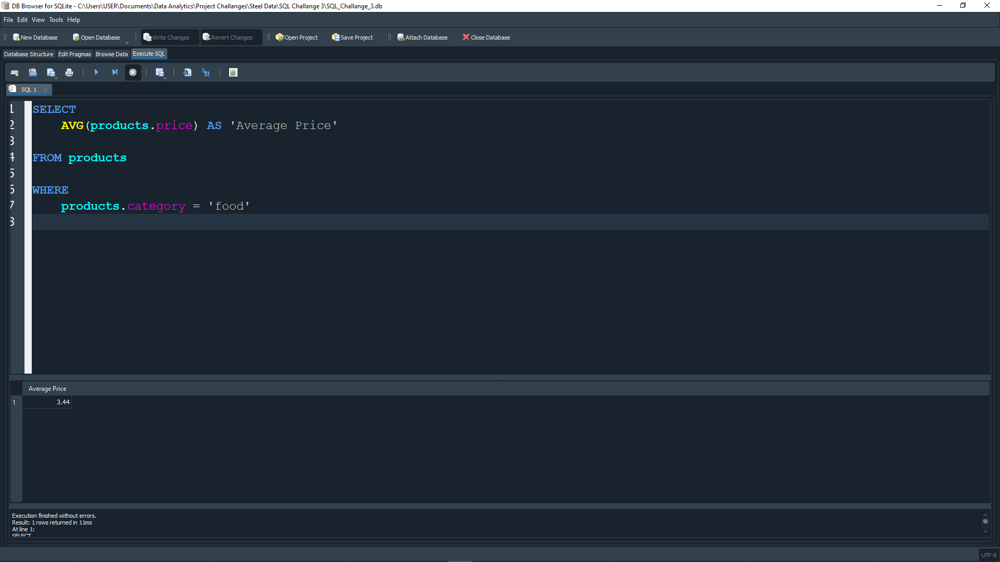 DB Browser for SQLite - C:\Users\USER\Documents\Data Analytics\Project Challanges\Steel Data\SQL Challange 3\SQL_Challange_3.db
File Edit View Tools Help
New Database Open Database Write Changes Revert Changes Open Project Save Project Attach Database Close Database
Database Structure Edit Pragmas Browse Data Execute SQL
SQL 1
1 SELECT
2 AVG(products.price) AS 'Average Price'
3
4 FROM products
5
6 WHERE
7 products.category = 'food'
8
Average Price
1 3.44
Execution finished without errors.
Result: 1 rows returned in 11ms
At line 1:
SELECT
UTF-8